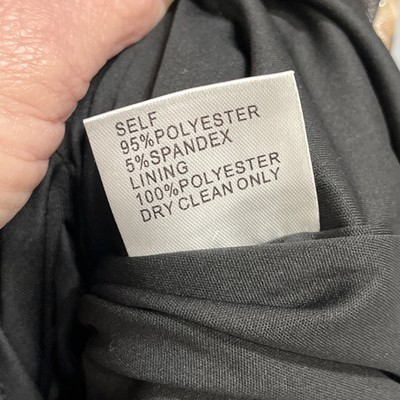 SELF
95%POLYESTER
5%SPANDEX
LINING
100%POLYESTER
DRY CLEAN ONLY